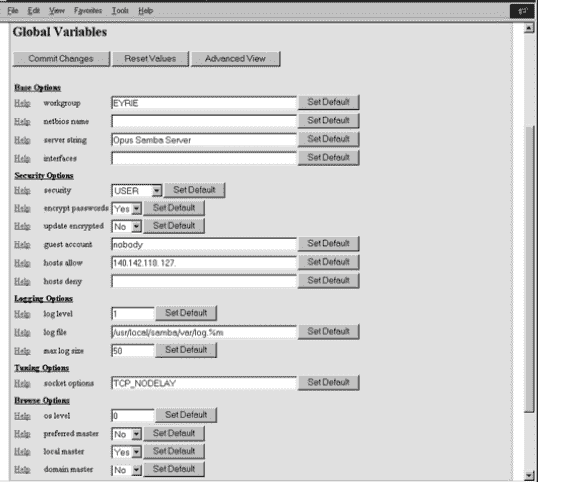 File Edit View Favorites Tools Help
Global Variables
Commit Changes Reset Values Advanced View
Base Options
Help workgroup EYRIE Set Default
Help netbios name Set Default
Help server string Opus Samba Server Set Default
Help interfaces Set Default
Security Options
Help security USER Set Default
Help encrypt passwords Yes Set Default
Help update encrypted No Set Default
Help guest account nobody Set Default
Help hosts allow 140.142.110. 127. Set Default
Help hosts deny Set Default
Logging Options
Help log level 1 Set Default
Help log file /usr/local/samba/var/log.%m Set Default
Help max log size 50 Set Default
Tuning Options
Help socket options TCP_NODELAY Set Default
Browse Options
Help os level 0 Set Default
Help preferred master No Set Default
Help local master Yes Set Default
Help domain master No Set Default